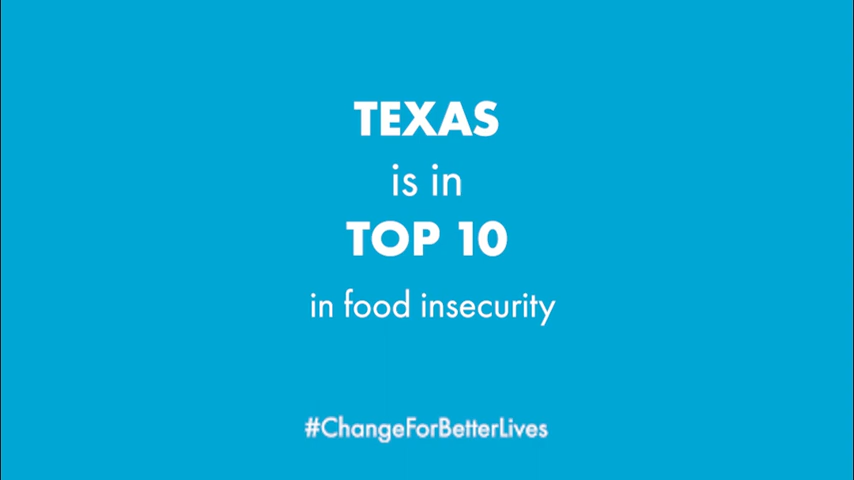 TEXAS
is in
TOP 10
in food insecurity
#ChangeForBetterLives